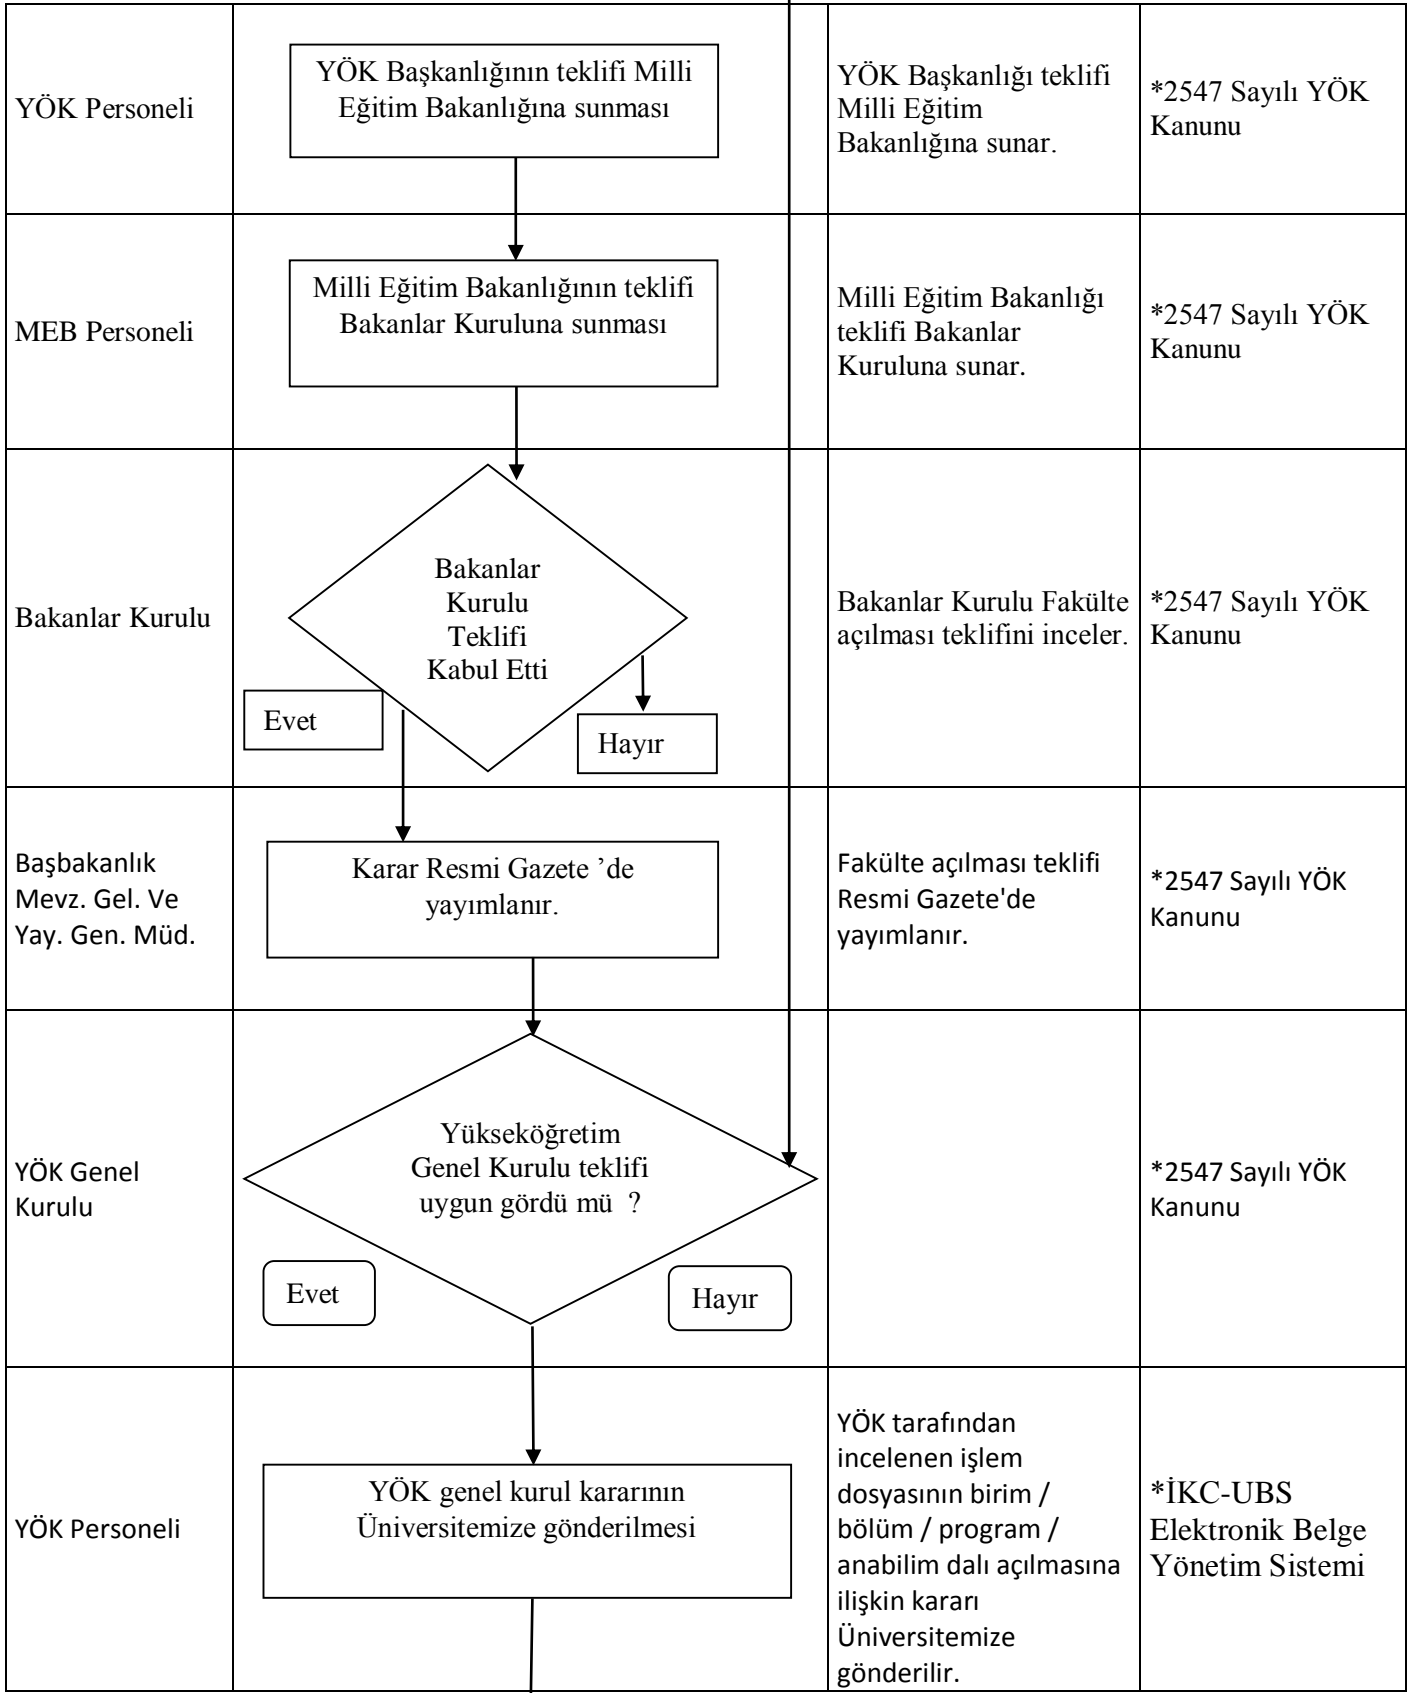 YÖK Personeli
YÖK Başkanlığının teklifi Milli
Eğitim Bakanlığına sunması
YÖK Başkanlığı teklifi
Milli Eğitim
Bakanlığına sunar.
*2547 Sayılı YÖK
Kanunu
MEB Personeli
Milli Eğitim Bakanlığının teklifi
Bakanlar Kuruluna sunması
Milli Eğitim Bakanlığı
teklifi Bakanlar
Kuruluna sunar.
*2547 Sayılı YÖK
Kanunu
Bakanlar Kurulu
Bakanlar
Kurulu
Teklifi
Kabul Etti
Evet
Hayır
Bakanlar Kurulu Fakülte
açılması teklifini inceler.
*2547 Sayılı YÖK
Kanunu
Başbakanlık
Mevz. Gel. Ve
Yay. Gen. Müd.
Karar Resmi Gazete ’de
yayımlanır.
Fakülte açılması teklifi
Resmi Gazete'de
yayımlanır.
*2547 Sayılı YÖK
Kanunu
YÖK Genel
Kurulu
Yükseköğretim
Genel Kurulu teklifi
uygun gördü mü ?
Evet
Hayır
*2547 Sayılı YÖK
Kanunu
YÖK Personeli
YÖK genel kurul kararının
Üniversitemize gönderilmesi
YÖK tarafından
incelenen işlem
dosyasının birim /
bölüm / program /
anabilim dalı açılmasına
ilişkin kararı
Üniversitemize
gönderilir.
*İKC-UBS
Elektronik Belge
Yönetim Sistemi